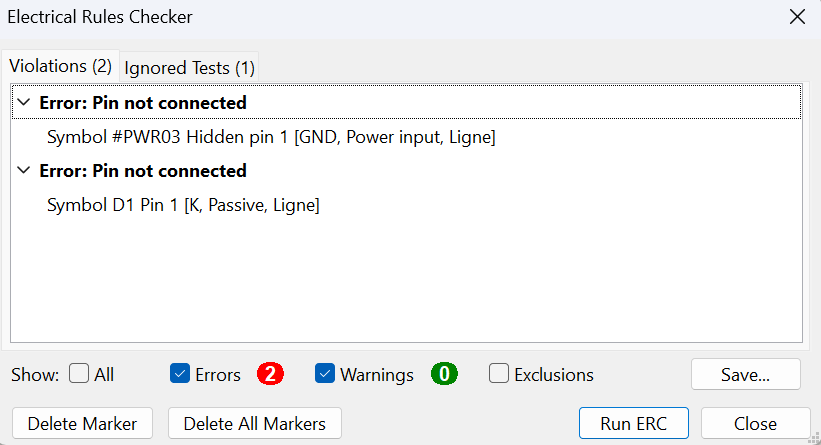 Electrical Rules Checker
Violations (2) Ignored Tests (1)
Error: Pin not connected
Symbol #PWR03 Hidden pin 1 [GND, Power input, Ligne]
Error: Pin not connected
Symbol D1 Pin 1 [K, Passive, Ligne]
Show: All Errors 2 Warnings 0 Exclusions Save...
Delete Marker Delete All Markers Run ERC Close